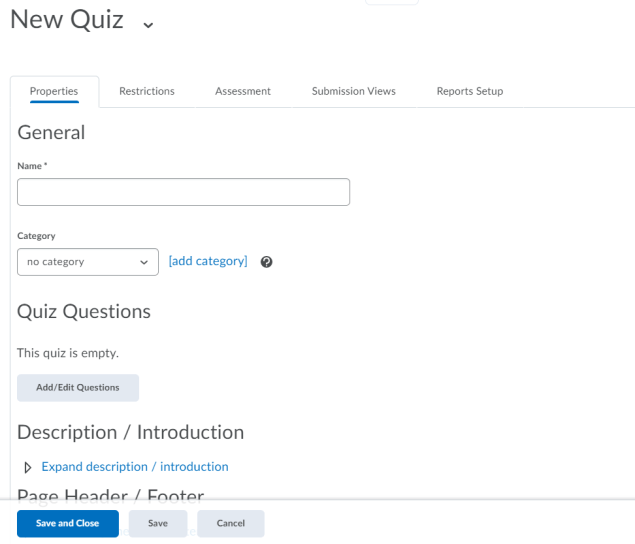 New Quiz
Properties Restrictions Assessment Submission Views Reports Setup
General
Name *
Category
no category [add category] ?
Quiz Questions
This quiz is empty.
Add/Edit Questions
Description / Introduction
Expand description / introduction
Page Header / Footer
Save and Close Save Cancel